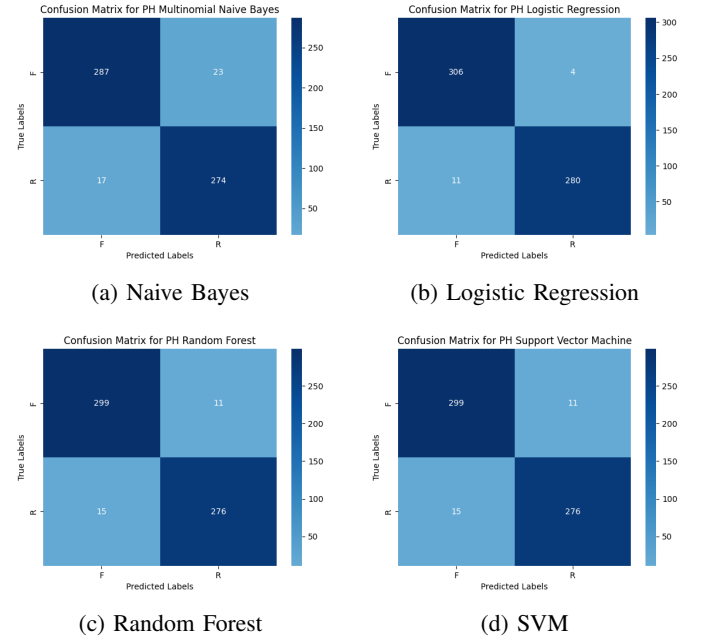 Confusion Matrix for PH Multinomial Naive Bayes
F
R
True Labels
287
23
17
274
F
R
Predicted Labels
250
200
150
100
50
(a) Naive Bayes
Confusion Matrix for PH Logistic Regression
F
R
True Labels
306
4
11
280
F
R
Predicted Labels
300
250
200
150
100
50
(b) Logistic Regression
Confusion Matrix for PH Random Forest
F
R
True Labels
299
11
15
276
F
R
Predicted Labels
250
200
150
100
50
(c) Random Forest
Confusion Matrix for PH Support Vector Machine
F
R
True Labels
299
11
15
276
F
R
Predicted Labels
250
200
150
100
50
(d) SVM